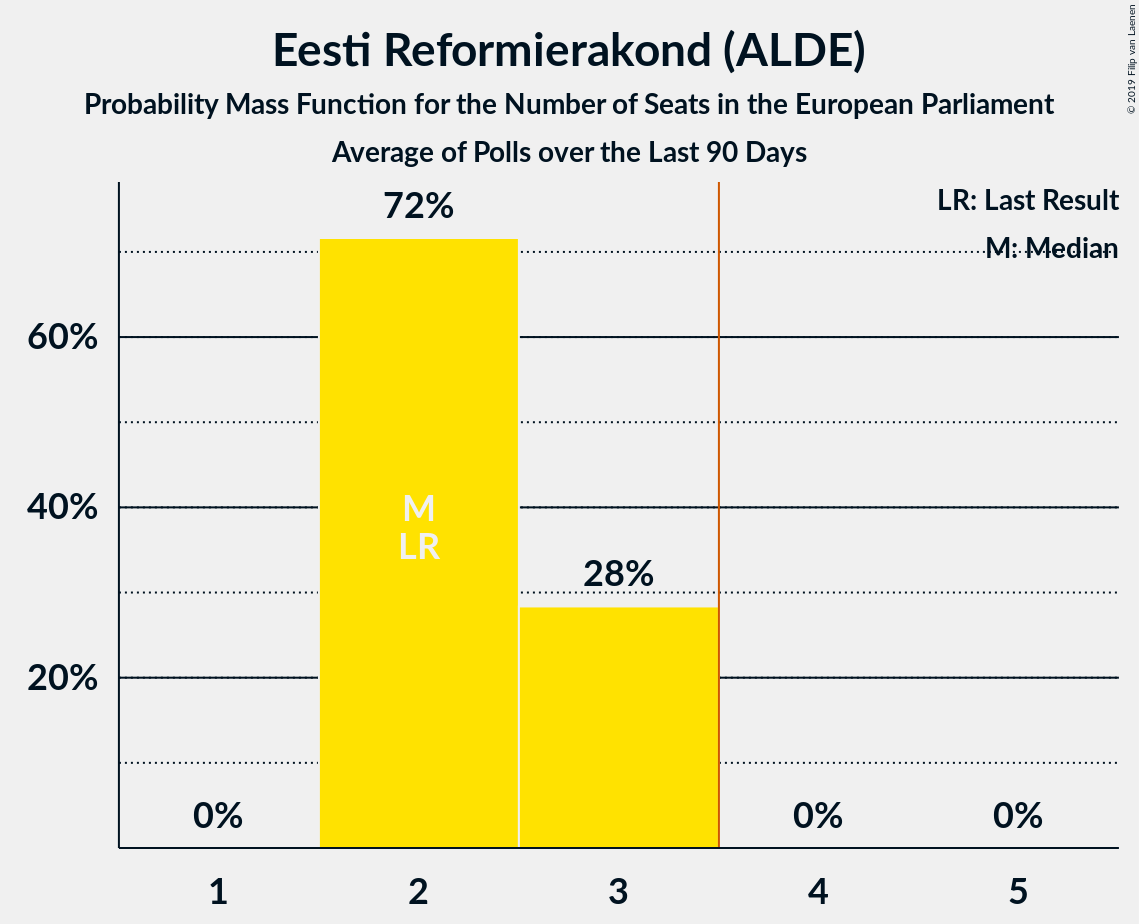 Eesti Reformierakond (ALDE)
Probability Mass Function for the Number of Seats in the European Parliament
Average of Polls over the Last 90 Days
© 2019 Filip van Laenen
LR: Last Result
M: Median
72%
60%
40%
20%
M
LR
28%
0%
0%
0%
1
2
3
4
5